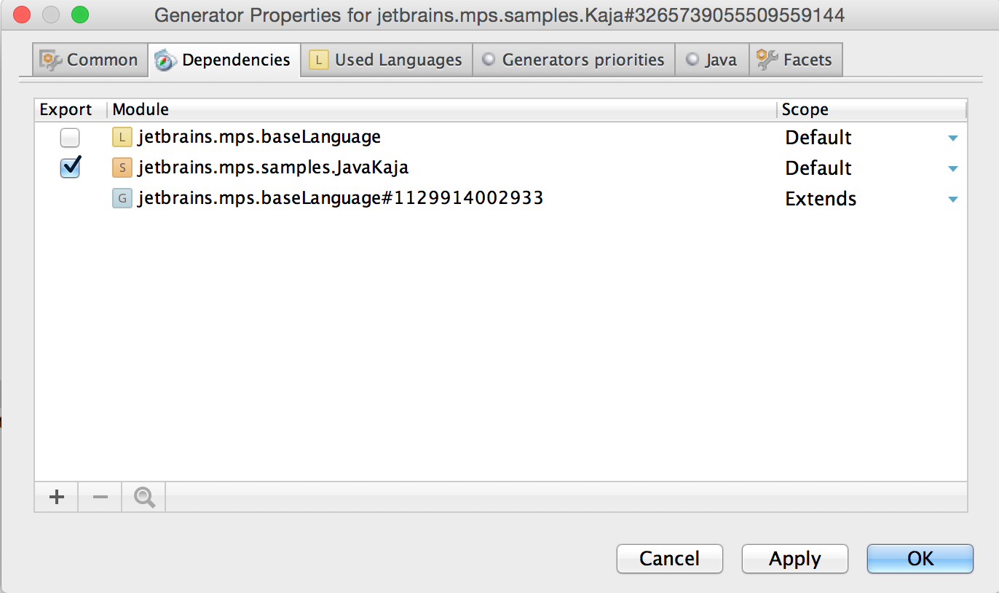 Generator Properties for jetbrains.mps.samples.Kaja#3265739055509559144
Common Dependencies L Used Languages Generators priorities Java Facets
Export Module Scope
L jetbrains.mps.baseLanguage Default
S jetbrains.mps.samples.JavaKaja Default
G jetbrains.mps.baseLanguage#1129914002933 Extends
Cancel Apply OK